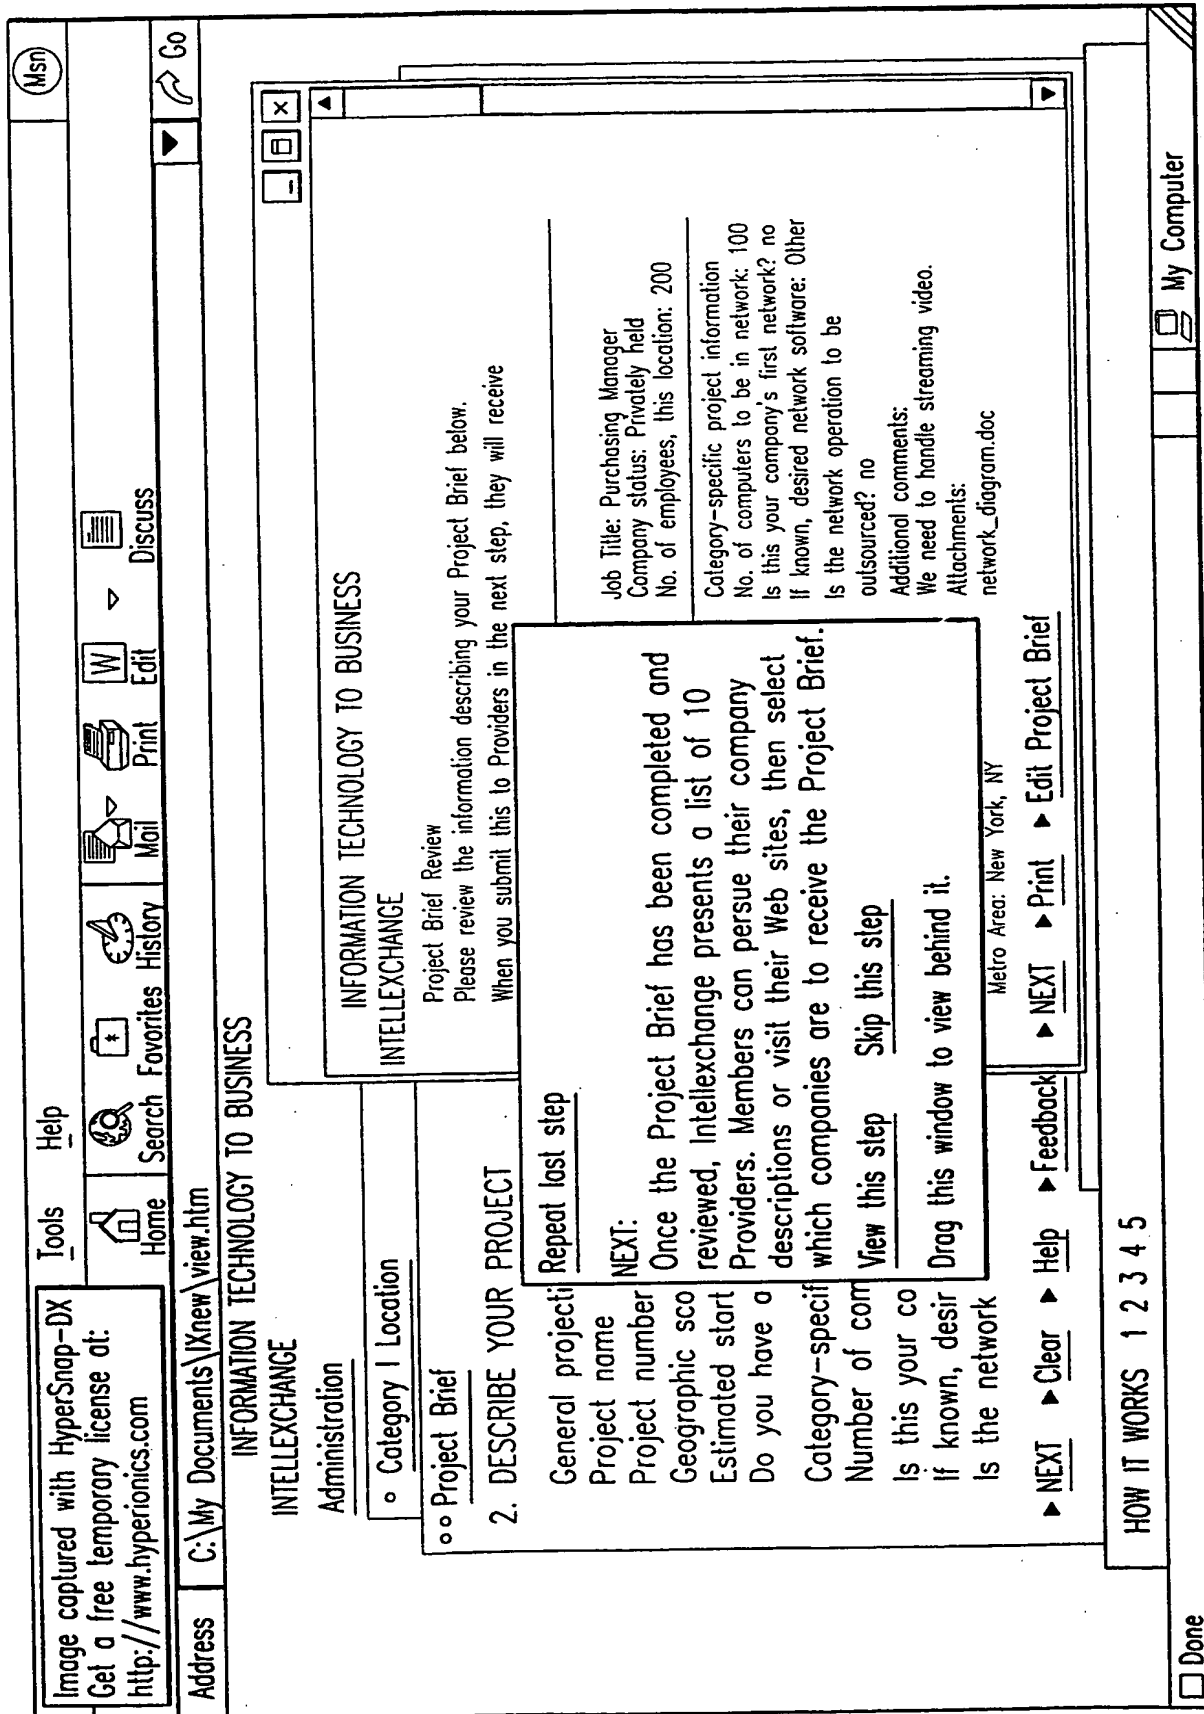 Image captured with HyperSnap-DX
Get a free temporary license at:
http://www.hyperionics.com
Tools Help
Msn
Home Search Favorites History Mail Print Edit Discuss
W
Address C:\My Documents\IXnew\view.htm Go
INFORMATION TECHNOLOGY TO BUSINESS
INTELLEXCHANGE
Administration
Category I Location
Project Brief
2. DESCRIBE YOUR PROJECT
General projecti
Project name
Project number
Geographic sco
Estimated start
Do you have a
Category-specif
Number of com
Is this your co
If known, desir
Is the network
NEXT Clear Help Feedback
INFORMATION TECHNOLOGY TO BUSINESS
INTELLEXCHANGE
Project Brief Review
Please review the information describing your Project Brief below.
When you submit this to Providers in the next step, they will receive
Job Title: Purchasing Manager
Company status: Privately held
No. of employees, this location: 200
Category-specific project information
No. of computers to be in network: 100
Is this your company's first network? no
If known, desired network software: Other
Is the network operation to be
outsourced? no
Additional comments:
We need to handle streaming video.
Attachments:
network_diagram.doc
Metro Area: New York, NY
NEXT Print Edit Project Brief
Repeat last step
NEXT:
Once the Project Brief has been completed and
reviewed, Intellexchange presents a list of 10
Providers. Members can persue their company
descriptions or visit their Web sites, then select
which companies are to receive the Project Brief.
View this step Skip this step
Drag this window to view behind it.
HOW IT WORKS 1 2 3 4 5
Done
My Computer